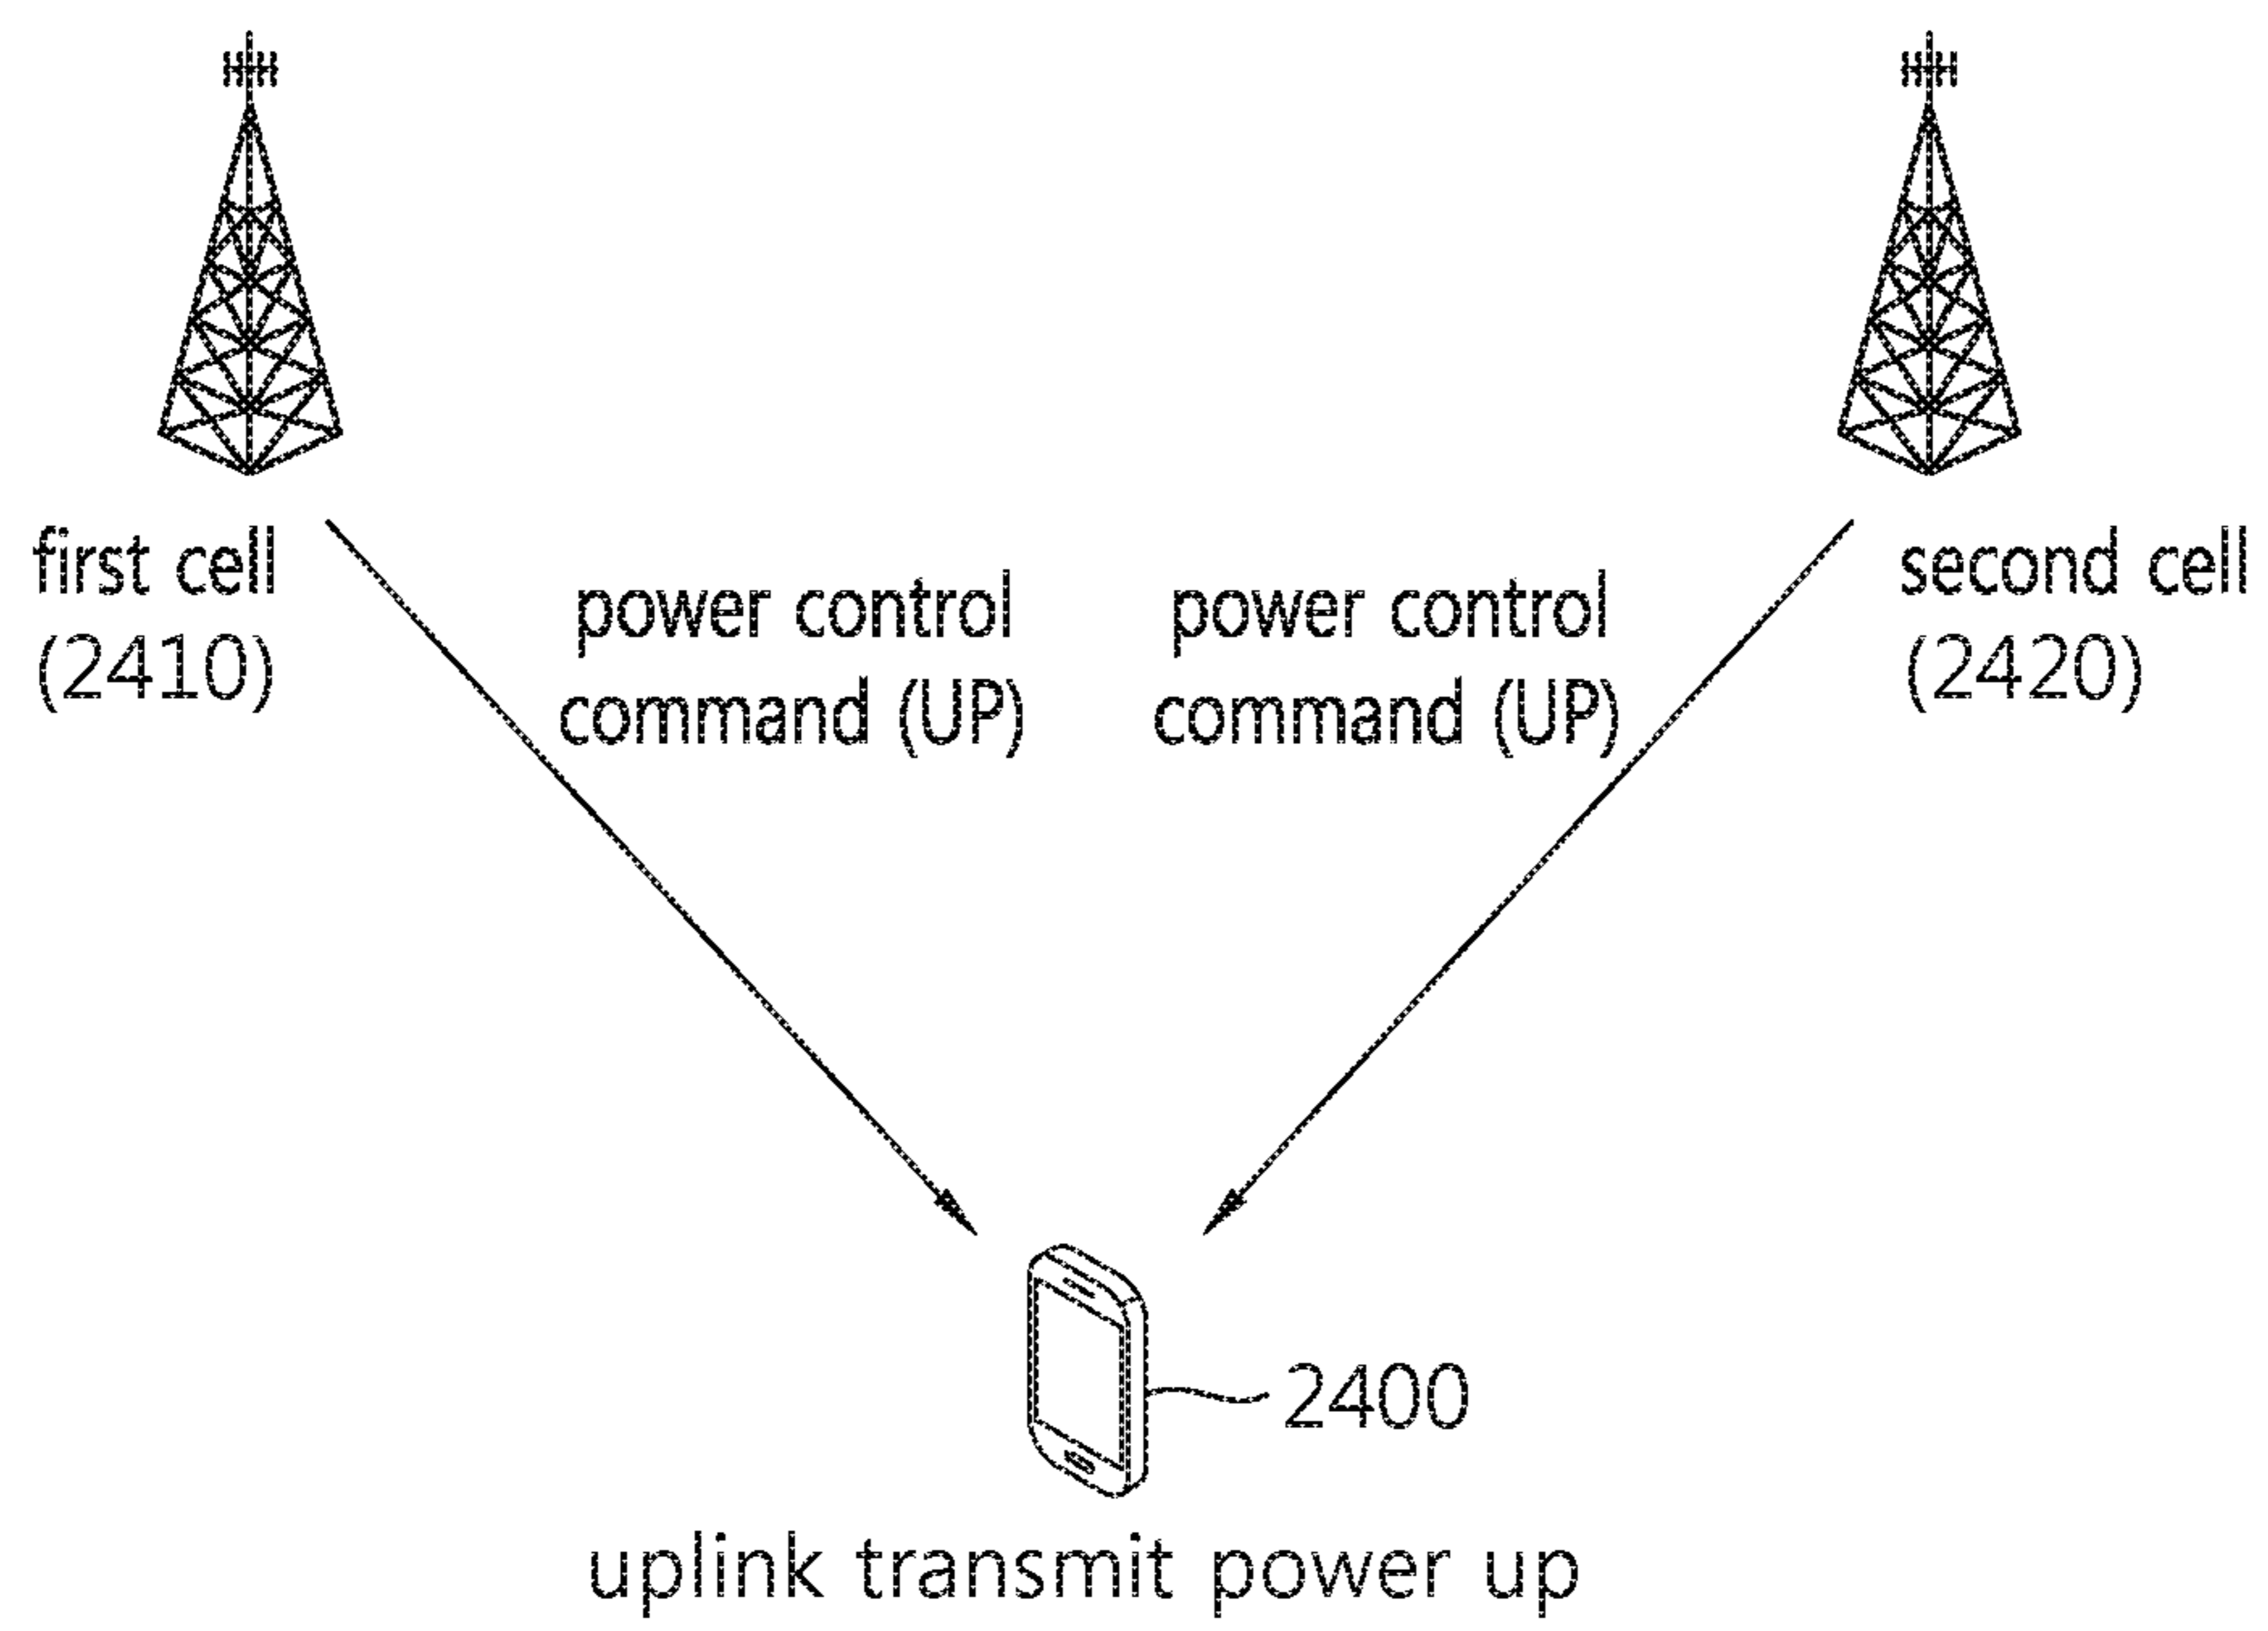 first cell
(2410)
power control
command (UP)
power control
command (UP)
second cell
(2420)
2400
uplink transmit power up